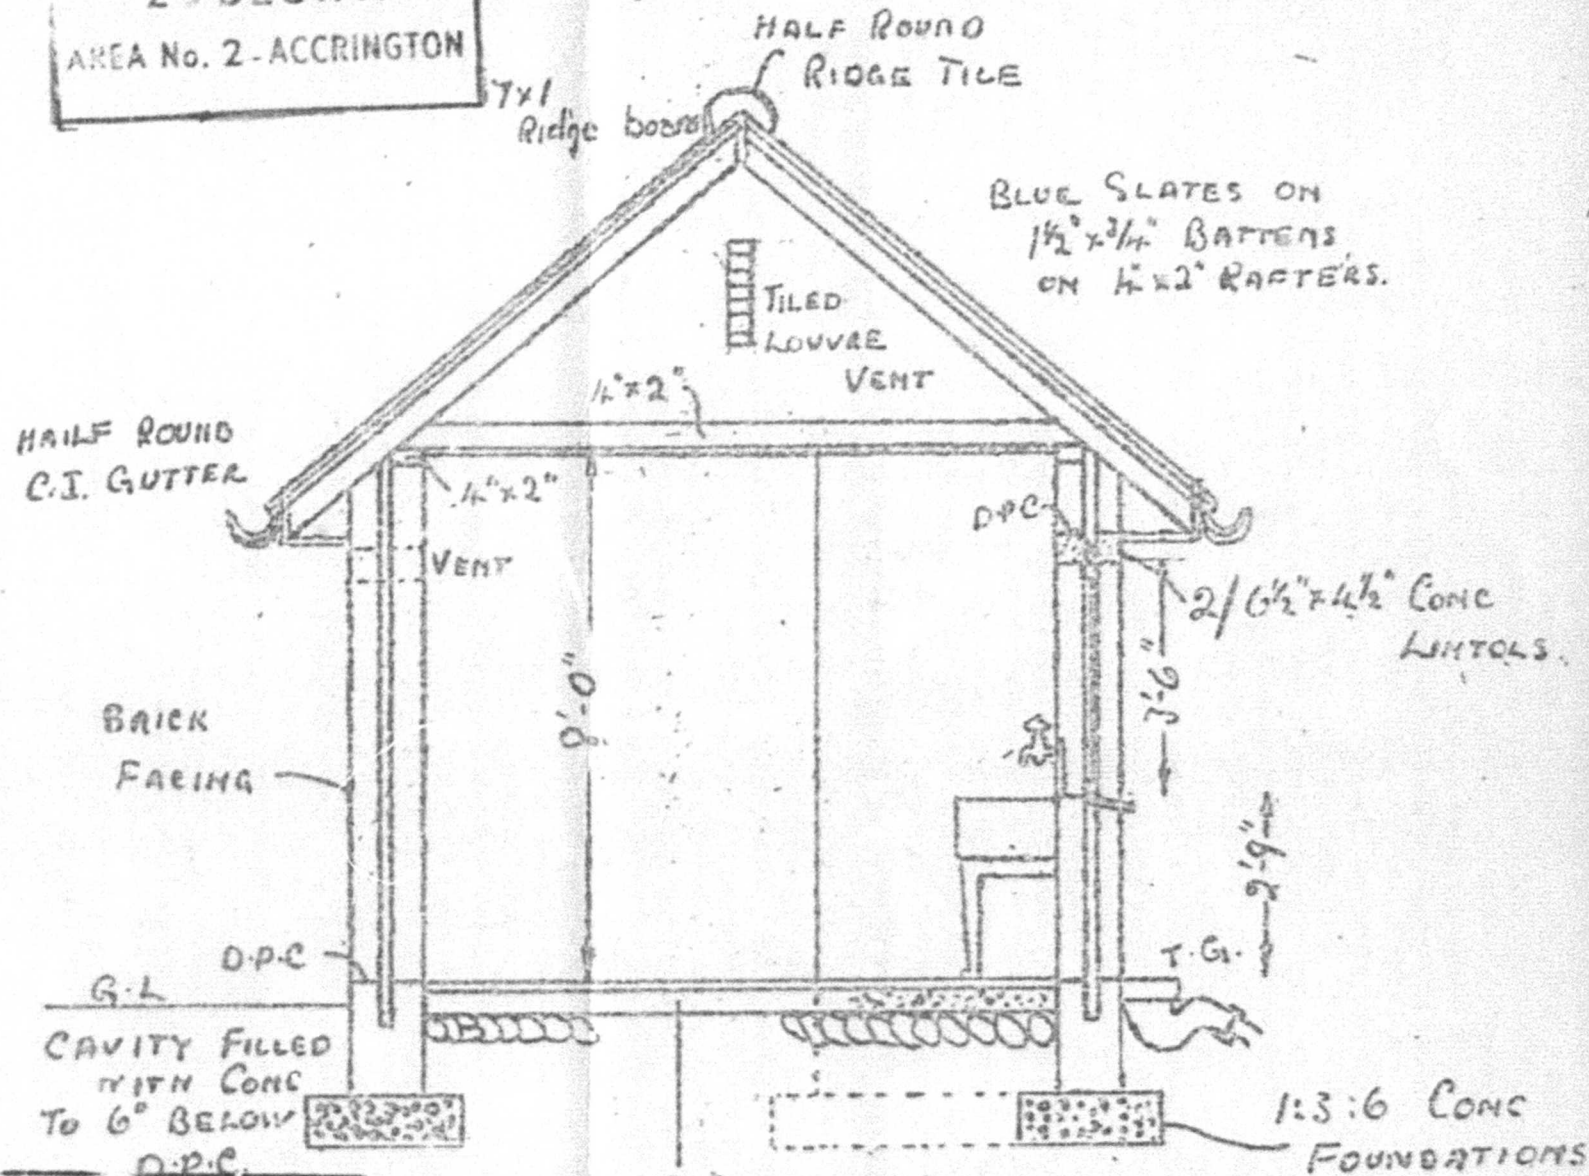 AREA No. 2 - ACCRINGTON
HALF ROUND
RIDGE TILE
7x1
Ridge board
BLUE SLATES ON
1½" x ¾" BATTENS
ON 4" x 2" RAFTERS.
TILED
LOUVRE
VENT
4" x 2"
HAILF ROUND
C.I. GUTTER
4" x 2"
D.P.C
VENT
2/6½" x 4½" CONC
LINTOLS.
3'-6"
BRICK
FACING
2'-9"
D.P.C
T. G.
G.L
CAVITY FILLED
WITH CONC
TO 6" BELOW
D.P.C.
1:3:6 CONC
FOUNDATIONS